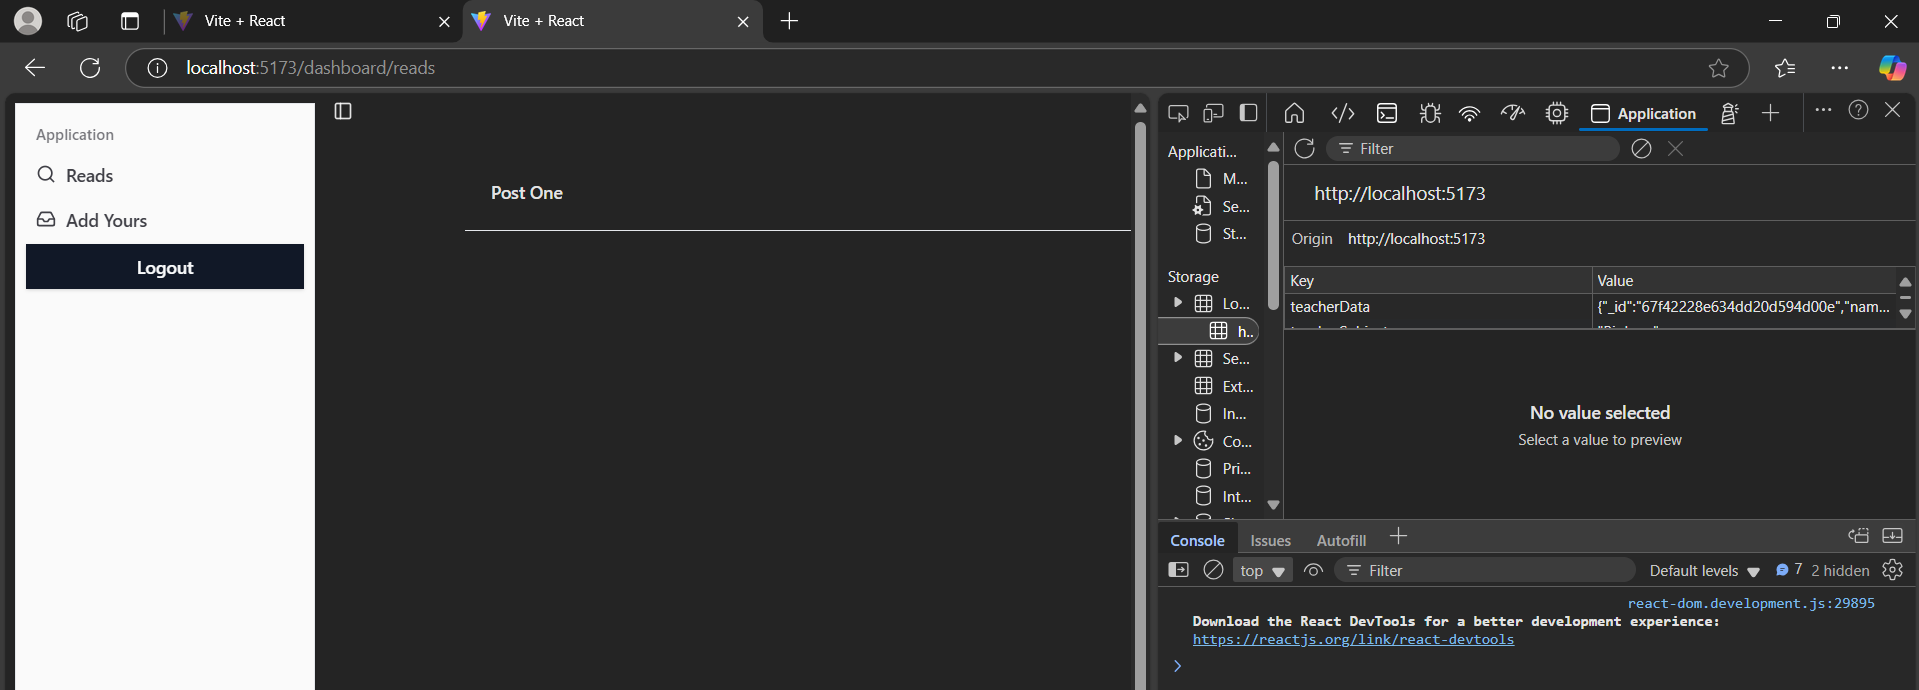 Vite + React
Vite + React
localhost:5173/dashboard/reads
Application
Reads
Add Yours
Logout
Post One
Application
Applicati...
M...
Se...
St...
Storage
Lo...
h..
Se...
Ext...
In...
Co...
Pri...
Int...
Filter
http://localhost:5173
Origin http://localhost:5173
Key Value
teacherData {"_id":"67f42228e634dd20d594d00e","nam...
No value selected
Select a value to preview
Console Issues Autofill
top Filter Default levels 7 2 hidden
react-dom.development.js:29895
Download the React DevTools for a better development experience:
https://reactjs.org/link/react-devtools